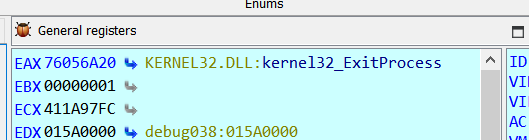 Enums
General registers
EAX 76056A20 KERNEL32.DLL:kernel32_ExitProcess
EBX 00000001
ECX 411A97FC
EDX 015A0000 debug038:015A0000
ID
VI
VI
AC